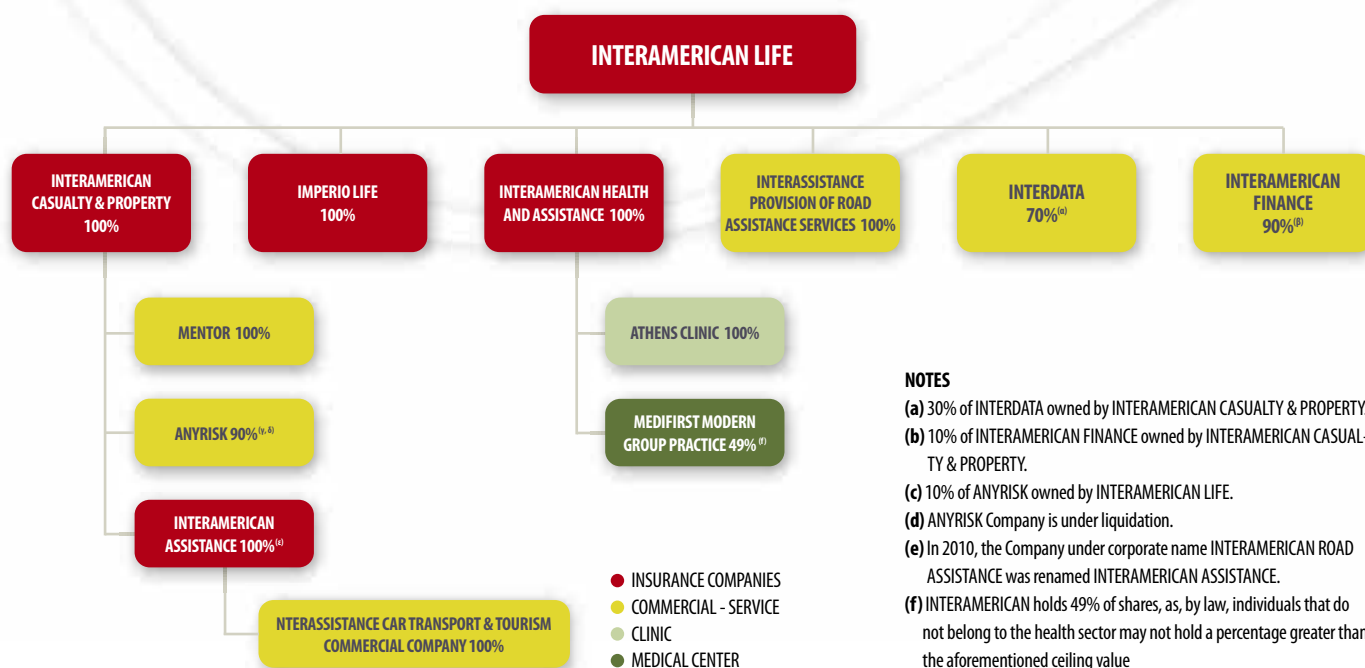 INTERAMERICAN LIFE
INTERAMERICAN
CASUALTY & PROPERTY
100%
IMPERIO LIFE
100%
INTERAMERICAN HEALTH
AND ASSISTANCE 100%
INTERASSISTANCE
PROVISION OF ROAD
ASSISTANCE SERVICES 100%
INTERDATA
70%(α)
INTERAMERICAN
FINANCE
90%(β)
MENTOR 100%
ANYRISK 90%(γ, δ)
INTERAMERICAN
ASSISTANCE 100%(ε)
NTERASSISTANCE CAR TRANSPORT & TOURISM
COMMERCIAL COMPANY 100%
ATHENS CLINIC 100%
MEDIFIRST MODERN
GROUP PRACTICE 49% (f)
INSURANCE COMPANIES
COMMERCIAL - SERVICE
CLINIC
MEDICAL CENTER
NOTES
(a) 30% of INTERDATA owned by INTERAMERICAN CASUALTY & PROPERTY.
(b) 10% of INTERAMERICAN FINANCE owned by INTERAMERICAN CASUAL-
TY & PROPERTY.
(c) 10% of ANYRISK owned by INTERAMERICAN LIFE.
(d) ANYRISK Company is under liquidation.
(e) In 2010, the Company under corporate name INTERAMERICAN ROAD
ASSISTANCE was renamed INTERAMERICAN ASSISTANCE.
(f) INTERAMERICAN holds 49% of shares, as, by law, individuals that do
not belong to the health sector may not hold a percentage greater than
the aforementioned ceiling value